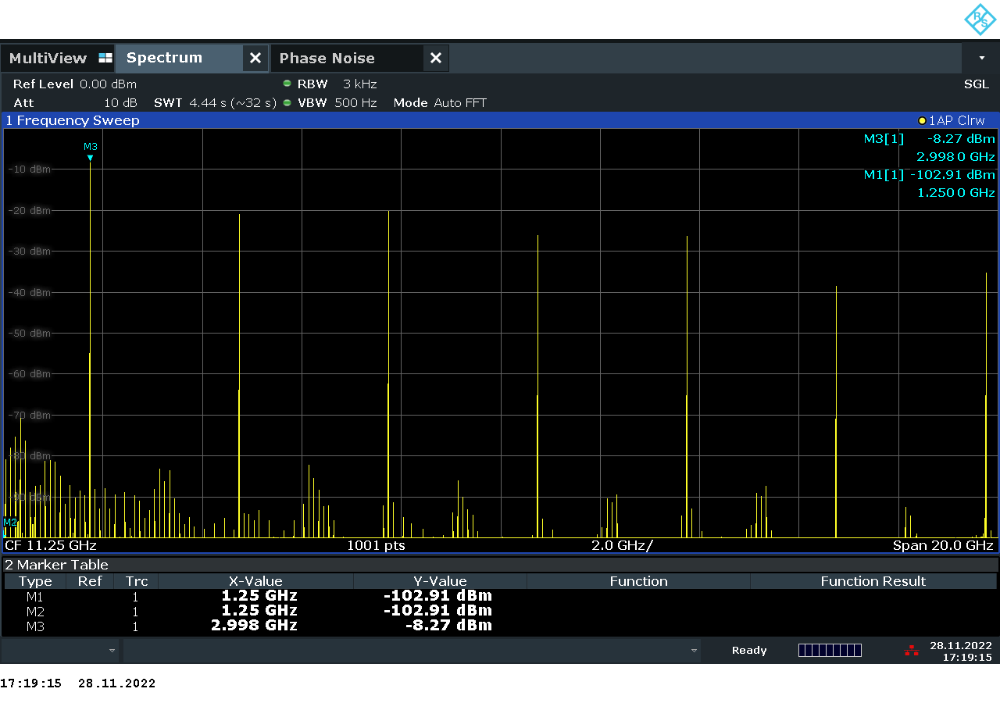 R&S
MultiView Spectrum Phase Noise
Ref Level 0.00 dBm RBW 3 kHz SGL
Att 10 dB SWT 4.44 s (~32 s) VBW 500 Hz Mode Auto FFT
1 Frequency Sweep 1AP Clrw
M3 M3[1] -8.27 dBm
2.9980 GHz
-10 dBm M1[1] -102.91 dBm
1.2500 GHz
-20 dBm
-30 dBm
-40 dBm
-50 dBm
-60 dBm
-70 dBm
-80 dBm
-90 dBm
M2
CF 11.25 GHz 1001 pts 2.0 GHz/ Span 20.0 GHz
2 Marker Table
Type Ref Trc X-Value Y-Value Function Function Result
M1 1 1.25 GHz -102.91 dBm
M2 1 1.25 GHz -102.91 dBm
M3 1 2.998 GHz -8.27 dBm
Ready 28.11.2022
17:19:15
17:19:15 28.11.2022